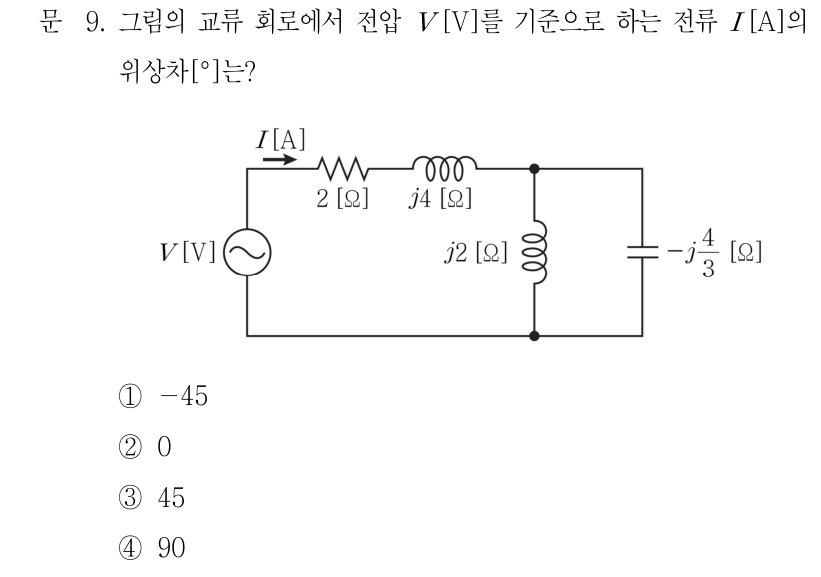 문 9. 그림의 교류 회로에서 전압 V[V]를 기준으로 하는 전류 I[A]의
위상차[°]는?
I[A]
2[Ω] j4[Ω]
V[V] j2[Ω] -j4/3 [Ω]
① -45
② 0
③ 45
④ 90